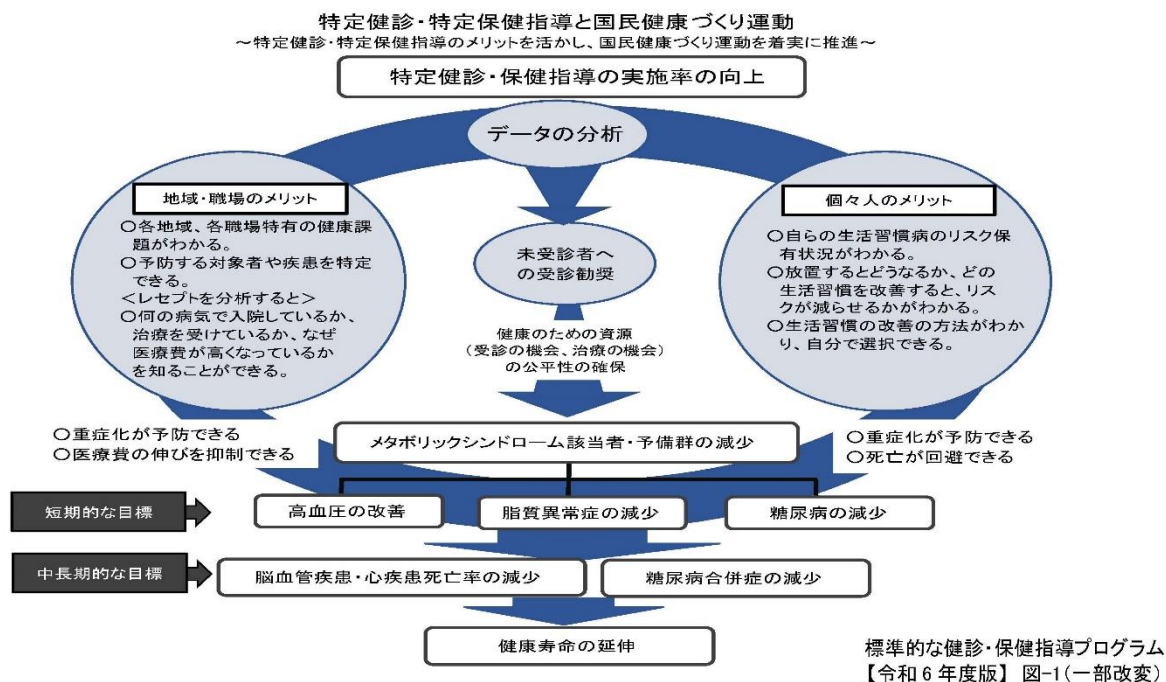 特定健診・特定保健指導と国民健康づくり運動
～特定健診・特定保健指導のメリットを活かし、国民健康づくり運動を着実に推進～
特定健診・保健指導の実施率の向上
データの分析
地域・職場のメリット
○各地域、各職場特有の健康課
題がわかる。
○予防する対象者や疾患を特定
できる。
<レセプトを分析すると>
○何の病気で入院しているか、
治療を受けているか、なぜ
医療費が高くなっているか
を知ることができる。
未受診者へ
の受診勧奨
個々人のメリット
○自らの生活習慣病のリスク保
有状況がわかる。
○放置するとどうなるか、どの
生活習慣を改善すると、リス
クが減らせるかがわかる。
○生活習慣の改善の方法がわか
り、自分で選択できる。
健康のための資源
（受診の機会、治療の機会）
の公平性の確保
○重症化が予防できる
○医療費の伸びを抑制できる
メタボリックシンドローム該当者・予備群の減少
○重症化が予防できる
○死亡が回避できる
短期的な目標
高血圧の改善
脂質異常症の減少
糖尿病の減少
中長期的な目標
脳血管疾患・心疾患死亡率の減少
糖尿病合併症の減少
健康寿命の延伸
標準的な健診・保健指導プログラム
【令和6年度版】 図-1（一部改変）